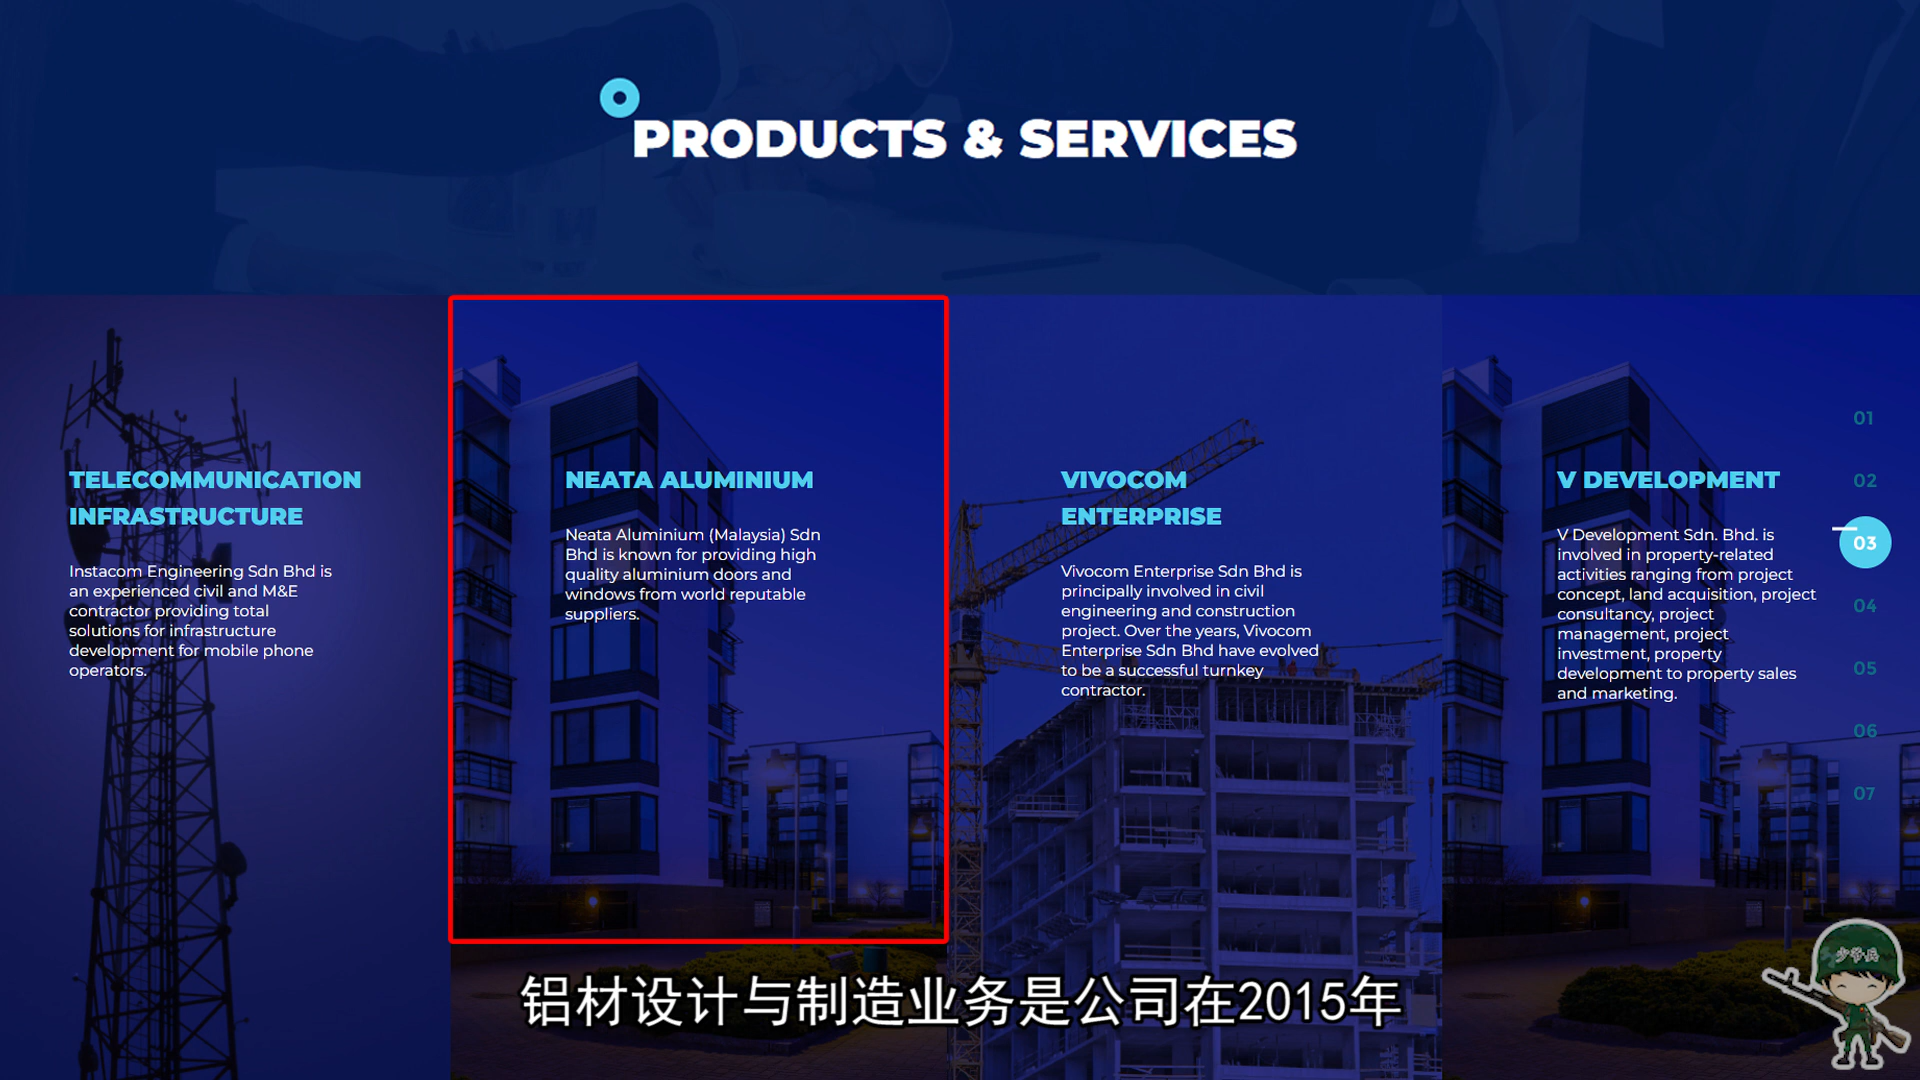 PRODUCTS & SERVICES
TELECOMMUNICATION
INFRASTRUCTURE
Instacom Engineering Sdn Bhd is
an experienced civil and M&E
contractor providing total
solutions for infrastructure
development for mobile phone
operators.
NEATA ALUMINIUM
Neata Aluminium (Malaysia) Sdn
Bhd is known for providing high
quality aluminium doors and
windows from world reputable
suppliers.
VIVOCOM
ENTERPRISE
Vivocom Enterprise Sdn Bhd is
principally involved in civil
engineering and construction
project. Over the years, Vivocom
Enterprise Sdn Bhd have evolved
to be a successful turnkey
contractor.
V DEVELOPMENT
V Development Sdn. Bhd. is
involved in property-related
activities ranging from project
concept, land acquisition, project
consultancy, project
management, project
investment, property
development to property sales
and marketing.
01
02
03
04
05
06
07
少爷兵
铝材设计与制造业务是公司在2015年